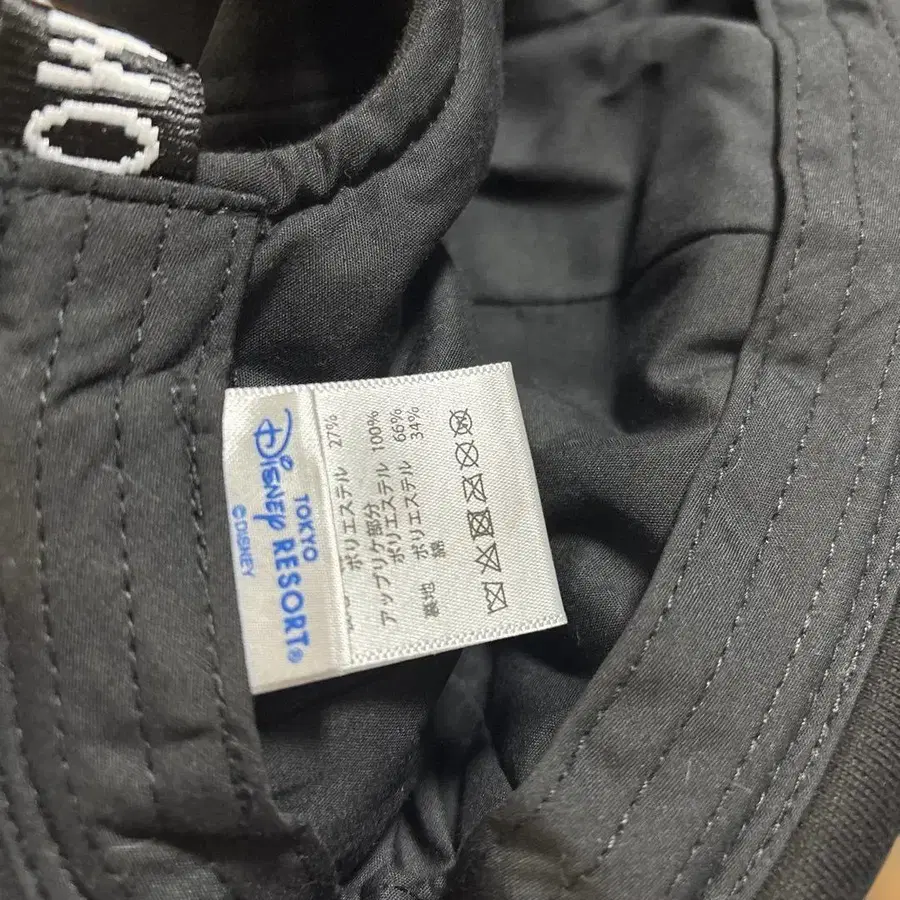 TOKYO
DISNEY RESORT®
©DISNEY
ポリエステル 27%
アップリケ部分
ポリエステル 100%
裏地 ポリエステル 66%
綿 34%